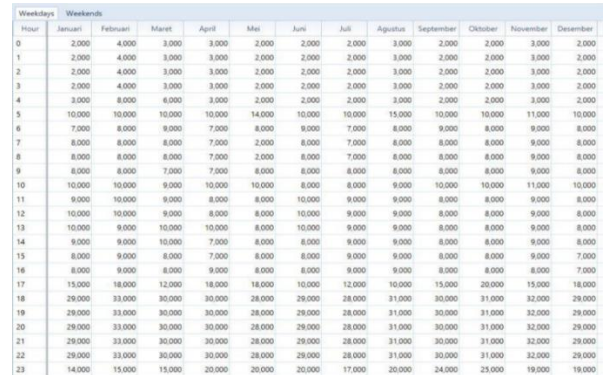 Weekdays Weekends
Hour Januari Februari Maret April Mei Juni Juli Agustus September Oktober November Desember
0 2,000 4,000 3,000 3,000 2,000 2,000 2,000 3,000 2,000 2,000 3,000 2,000
1 2,000 4,000 3,000 3,000 2,000 2,000 2,000 3,000 2,000 2,000 3,000 2,000
2 2,000 4,000 3,000 3,000 2,000 2,000 2,000 3,000 2,000 2,000 3,000 2,000
3 2,000 4,000 3,000 3,000 2,000 2,000 2,000 3,000 2,000 2,000 3,000 2,000
4 3,000 8,000 6,000 3,000 2,000 2,000 2,000 3,000 2,000 2,000 3,000 2,000
5 10,000 10,000 10,000 10,000 14,000 10,000 10,000 15,000 10,000 10,000 11,000 10,000
6 7,000 8,000 9,000 7,000 8,000 9,000 7,000 8,000 9,000 8,000 9,000 8,000
7 8,000 8,000 8,000 7,000 2,000 8,000 7,000 8,000 8,000 8,000 9,000 8,000
8 8,000 8,000 8,000 7,000 2,000 8,000 7,000 8,000 8,000 8,000 9,000 8,000
9 8,000 8,000 7,000 7,000 8,000 8,000 8,000 8,000 8,000 8,000 9,000 8,000
10 10,000 10,000 9,000 10,000 10,000 8,000 8,000 9,000 10,000 10,000 11,000 10,000
11 9,000 10,000 9,000 8,000 8,000 10,000 8,000 9,000 8,000 8,000 9,000 8,000
12 10,000 10,000 9,000 8,000 8,000 10,000 8,000 9,000 8,000 8,000 9,000 8,000
13 10,000 9,000 10,000 10,000 8,000 10,000 8,000 9,000 8,000 8,000 9,000 8,000
14 9,000 9,000 10,000 7,000 8,000 8,000 8,000 9,000 8,000 8,000 9,000 8,000
15 8,000 9,000 8,000 7,000 8,000 8,000 8,000 9,000 8,000 8,000 9,000 7,000
16 8,000 9,000 8,000 9,000 8,000 8,000 8,000 9,000 8,000 8,000 8,000 7,000
17 15,000 18,000 12,000 18,000 18,000 10,000 12,000 10,000 15,000 20,000 15,000 18,000
18 29,000 33,000 30,000 30,000 28,000 29,000 28,000 31,000 30,000 31,000 32,000 29,000
19 29,000 33,000 30,000 30,000 28,000 29,000 28,000 31,000 30,000 31,000 32,000 29,000
20 29,000 33,000 30,000 30,000 28,000 29,000 28,000 31,000 30,000 31,000 32,000 29,000
21 29,000 33,000 30,000 30,000 28,000 29,000 28,000 31,000 30,000 31,000 32,000 29,000
22 29,000 33,000 30,000 30,000 28,000 29,000 28,000 31,000 30,000 31,000 32,000 29,000
23 14,000 15,000 15,000 20,000 20,000 20,000 17,000 20,000 24,000 25,000 19,000 19,000